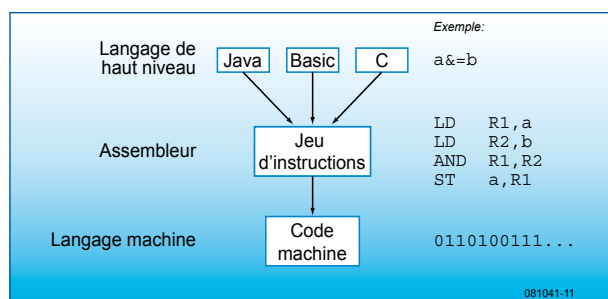 Exemple:
Langage de
haut niveau
Java
Basic
C
a&=b
Assembleur
Jeu
d'instructions
LD R1,a
LD R2,b
AND R1,R2
ST a,R1
Langage machine
Code
machine
0110100111...
081041-11